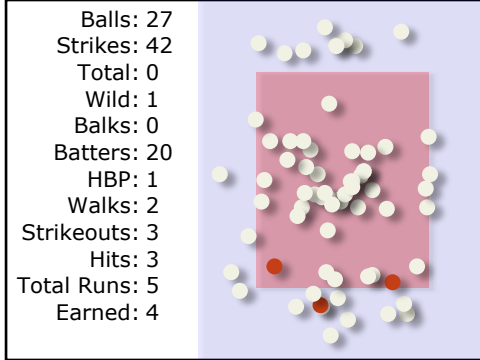 Balls: 27
Strikes: 42
Total: 0
Wild: 1
Balks: 0
Batters: 20
HBP: 1
Walks: 2
Strikeouts: 3
Hits: 3
Total Runs: 5
Earned: 4